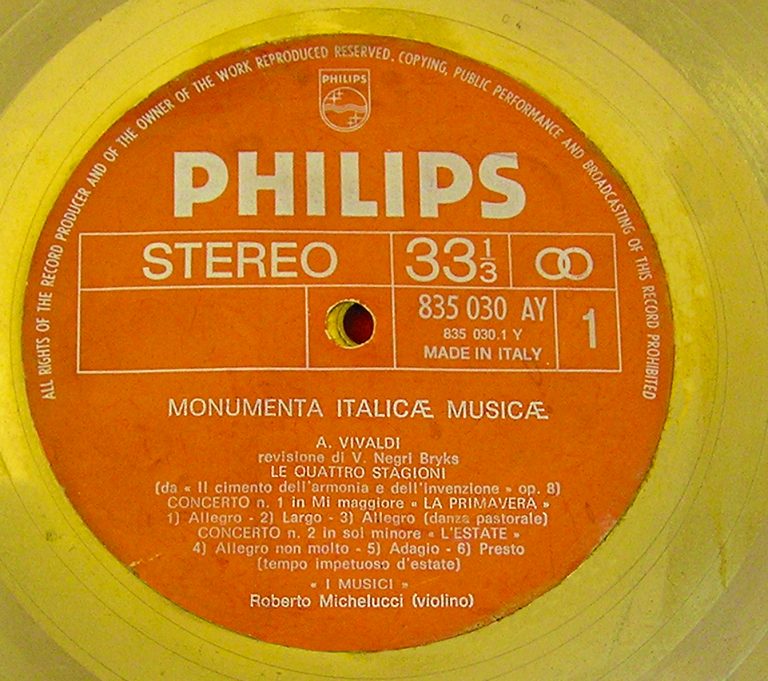 ALL RIGHTS OF THE RECORD PRODUCER AND OF THE OWNER OF THE WORK REPRODUCED RESERVED. COPYING, PUBLIC PERFORMANCE AND BROADCASTING OF THIS RECORD PROHIBITED
PHILIPS
PHILIPS
STEREO 33 1/3
835 030 AY 1
835 030.1 Y
MADE IN ITALY
MONUMENTA ITALICÆ MUSICÆ
A. VIVALDI
revisione di V. Negri Bryks
LE QUATTRO STAGIONI
(da « Il cimento dell'armonia e dell'invenzione » op. 8)
CONCERTO n. 1 in Mi maggiore « LA PRIMAVERA »
1) Allegro - 2) Largo - 3) Allegro (danza pastorale)
CONCERTO n. 2 in sol minore « L'ESTATE »
4) Allegro non molto - 5) Adagio - 6) Presto
(tempo impetuoso d'estate)
« I MUSICI »
Roberto Michelucci (violino)